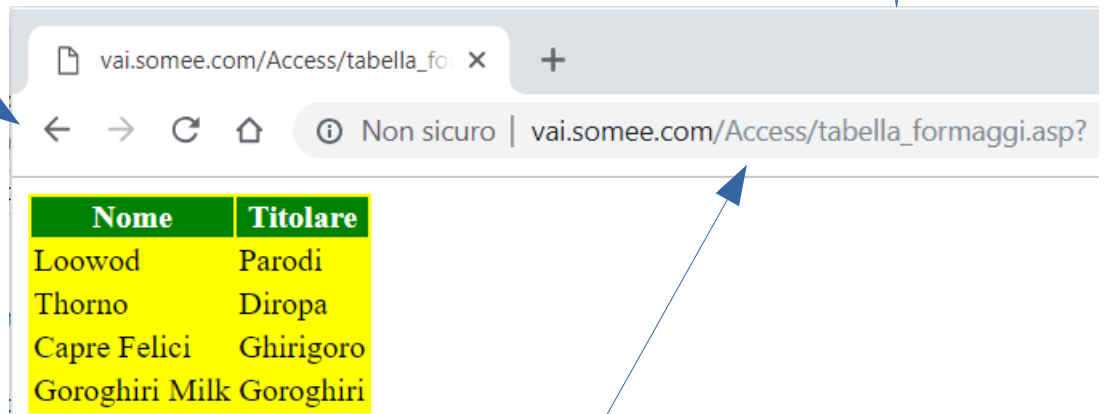 vai.somee.com/Access/tabella_fo
Non sicuro | vai.somee.com/Access/tabella_formaggi.asp?
Nome Titolare
Loowod Parodi
Thorno Diropa
Capre Felici Ghirigoro
Goroghiri Milk Goroghiri